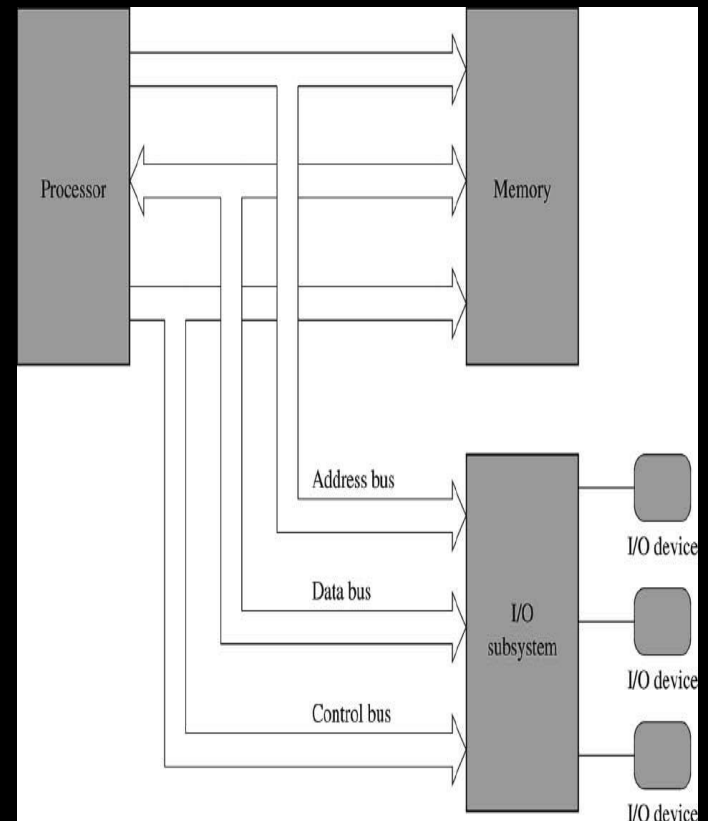 Processor
Memory
Address bus
I/O device
Data bus
I/O
subsystem
I/O device
Control bus
I/O device